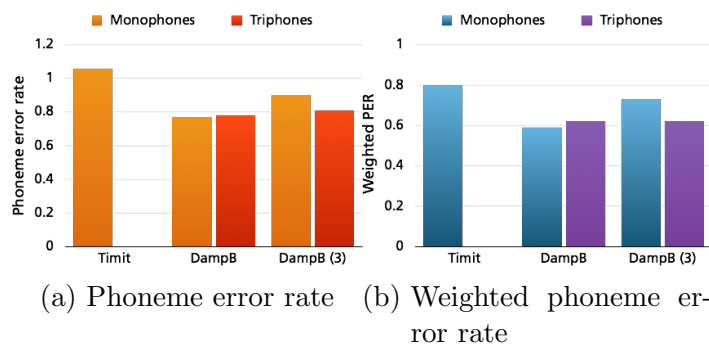 Monophones Triphones
Phoneme error rate
1.2
1
0.8
0.6
0.4
0.2
0
Timit DampB DampB (3)
(a) Phoneme error rate
Monophones Triphones
Weighted PER
1
0.8
0.6
0.4
0.2
0
Timit DampB DampB (3)
(b) Weighted phoneme er-
ror rate